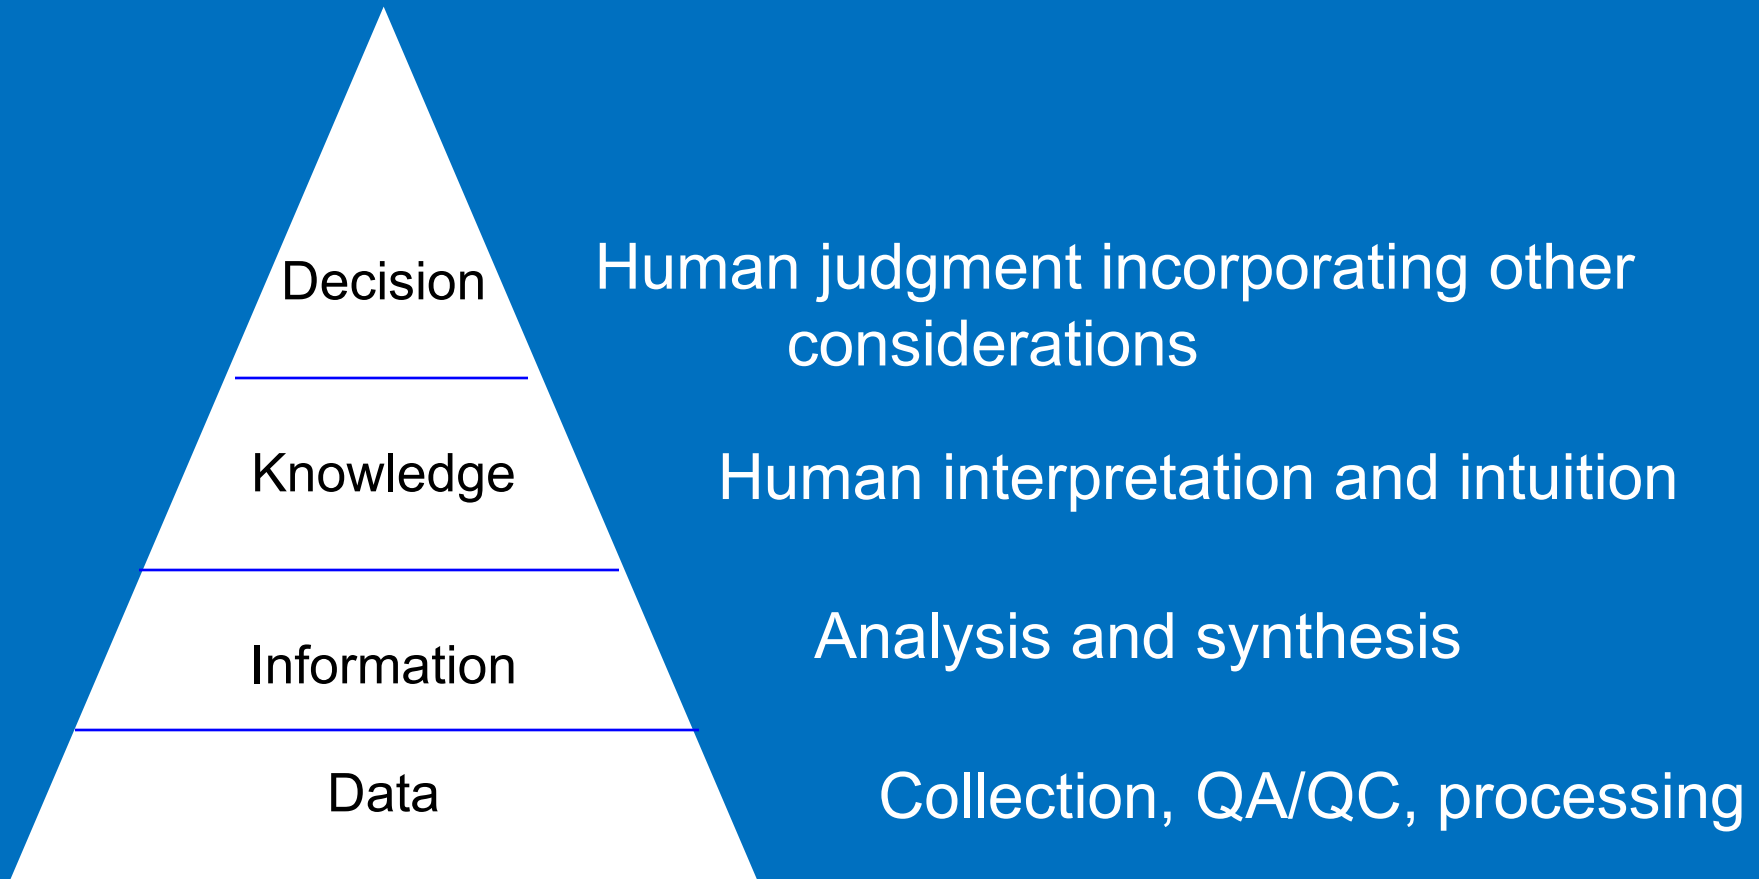 Decision
Human judgment incorporating other
considerations
Knowledge
Human interpretation and intuition
Information
Analysis and synthesis
Data
Collection, QA/QC, processing